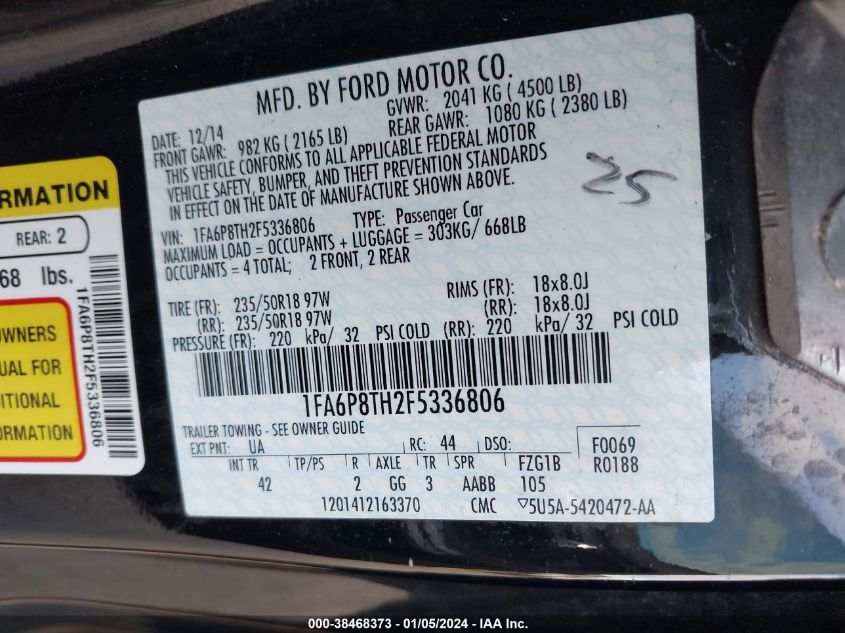 MFD. BY FORD MOTOR CO.
DATE: 12/14 GVWR: 2041 KG ( 4500 LB)
FRONT GAWR: 982 KG ( 2165 LB) REAR GAWR: 1080 KG ( 2380 LB)
THIS VEHICLE CONFORMS TO ALL APPLICABLE FEDERAL MOTOR
VEHICLE SAFETY, BUMPER, AND THEFT PREVENTION STANDARDS
IN EFFECT ON THE DATE OF MANUFACTURE SHOWN ABOVE.
25
VIN: 1FA6P8TH2F5336806 TYPE: Passenger Car
MAXIMUM LOAD = OCCUPANTS + LUGGAGE = 303KG/ 668LB
OCCUPANTS = 4 TOTAL; 2 FRONT, 2 REAR
TIRE (FR): 235/50R18 97W RIMS (FR): 18x8.0J
(RR): 235/50R18 97W (RR): 18x8.0J
PRESSURE (FR): 220 kPa/ 32 PSI COLD (RR): 220 kPa/ 32 PSI COLD
1FA6P8TH2F5336806
TRAILER TOWING - SEE OWNER GUIDE
EXT PNT: UA RC: 44 DSO: F0069
R0188
INT TR TP/PS R AXLE TR SPR FZG1B
42 2 GG 3 AABB 105
1201412163370 CMC ▽5U5A-5420472-AA
ORMATION
REAR: 2
68 lbs.
OWNERS
UAL FOR
DITIONAL
FORMATION
1FA6P8TH2F5336806
000-38468373 - 01/05/2024 - IAA Inc.